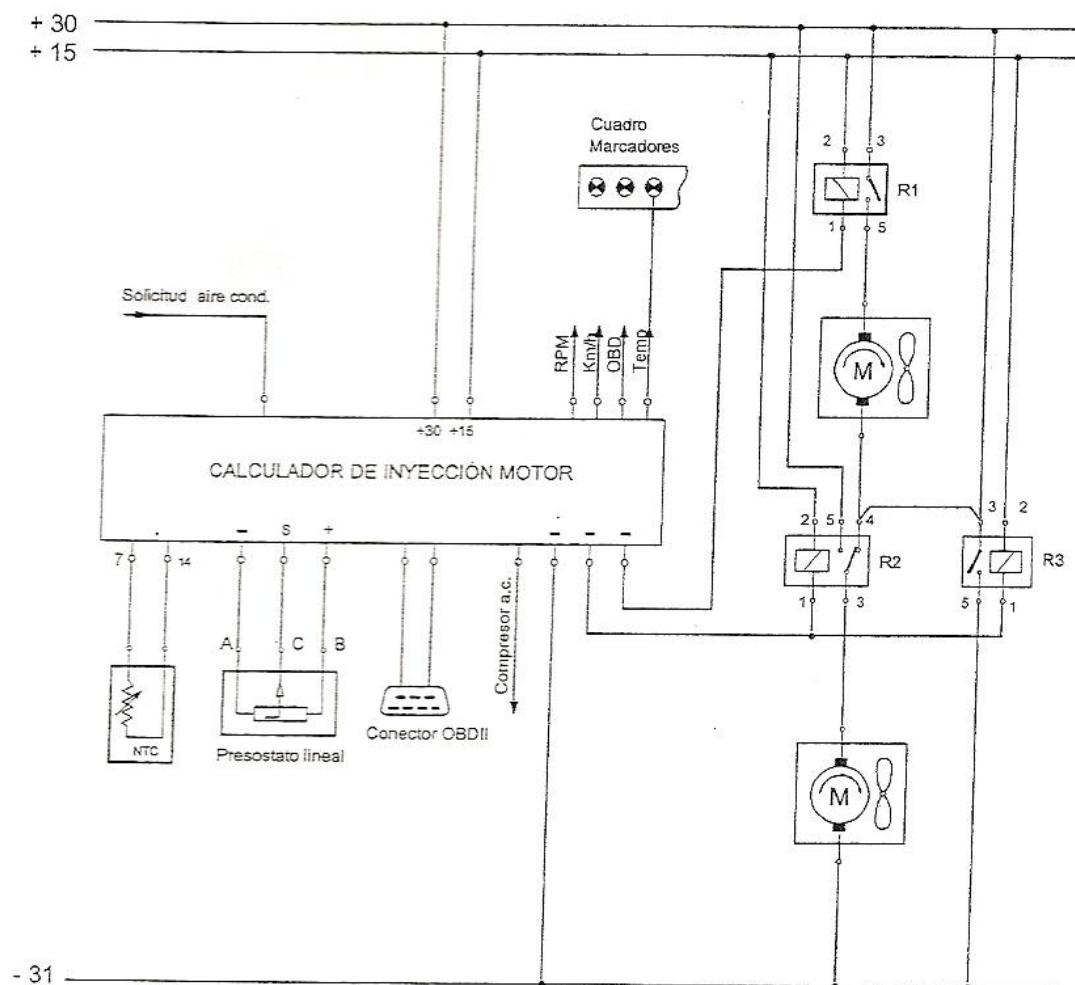 + 30
+ 15
Cuadro
Marcadores
2 3
R1
1 5
Solicitud aire cond.
RPM
Km/h
OBD
Temp
M
+30 +15
CALCULADOR DE INYECCIÓN MOTOR
- S +
- - -
7 14
2 5 4 3 2
R2 R3
1 3 5 1
A C B
Compresor a.c.
NTC
Presostato lineal
Conector OBDII
M
- 31